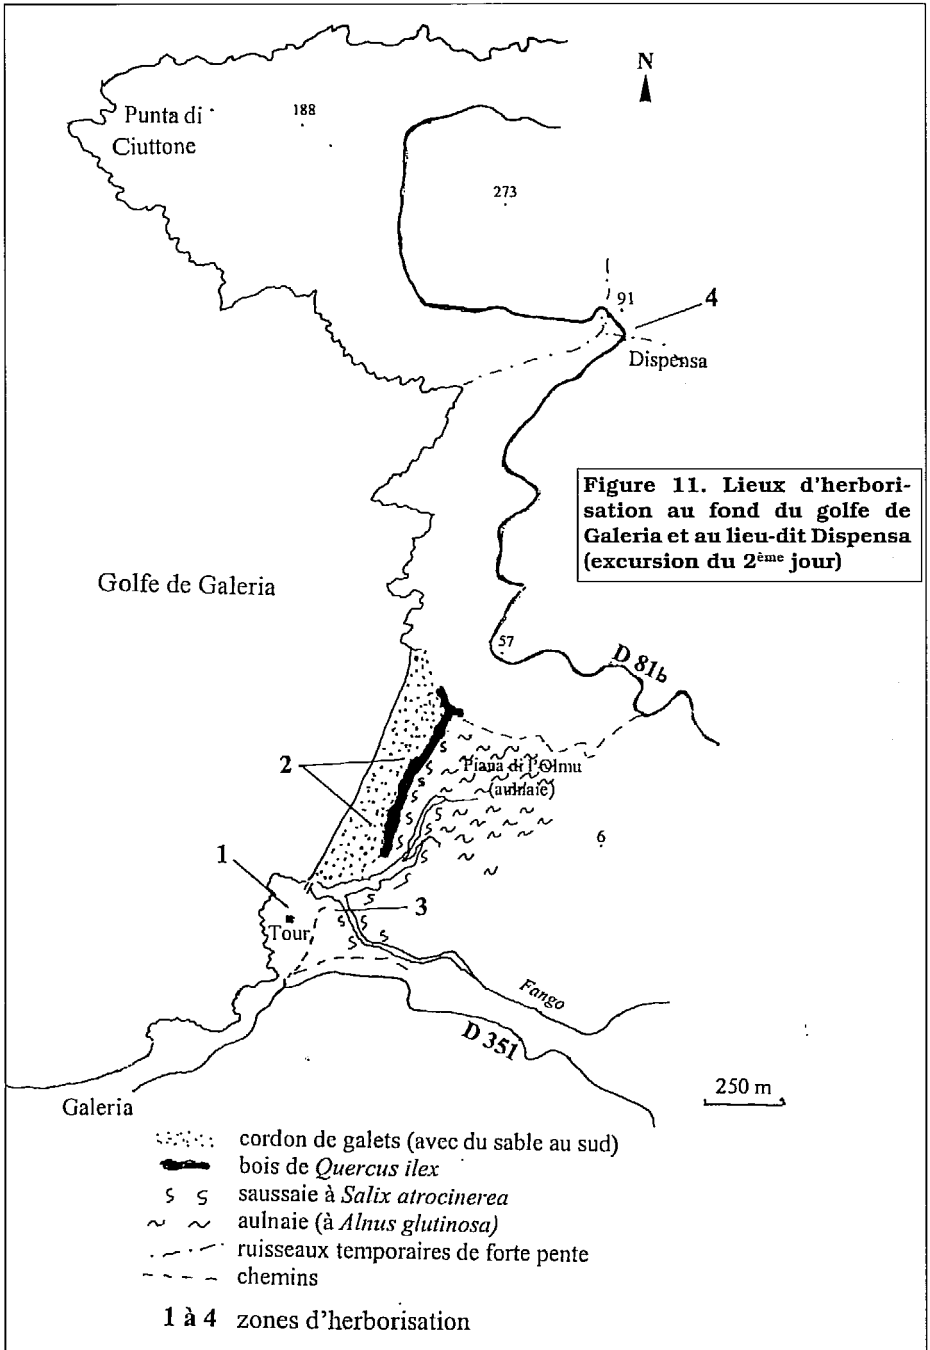 N
Punta di
Ciuttone
188
273
91
4
Dispensa
Figure 11. Lieux d'herbori-
sation au fond du golfe de
Galeria et au lieu-dit Dispensa
(excursion du 2ème jour)
Golfe de Galeria
57
D 81b
2
Piana di l'Olmu
(aulnaie)
6
1
3
Tour
Fango
D 351
250 m
Galeria
cordon de galets (avec du sable au sud)
bois de Quercus ilex
saussaie à Salix atrocinerea
aulnaie (à Alnus glutinosa)
ruisseaux temporaires de forte pente
chemins
1 à 4 zones d'herborisation